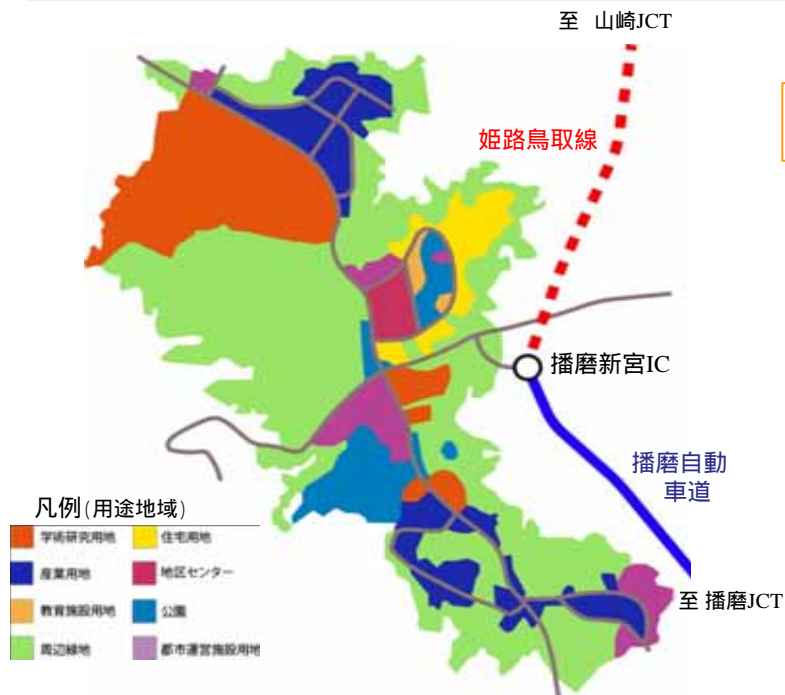 至 山崎JCT
姫路鳥取線
播磨新宮IC
播磨自動
車道
至 播磨JCT
凡例(用途地域)
学術研究用地
住宅用地
産業用地
地区センター
教育施設用地
公園
周辺緑地
都市運営施設用地